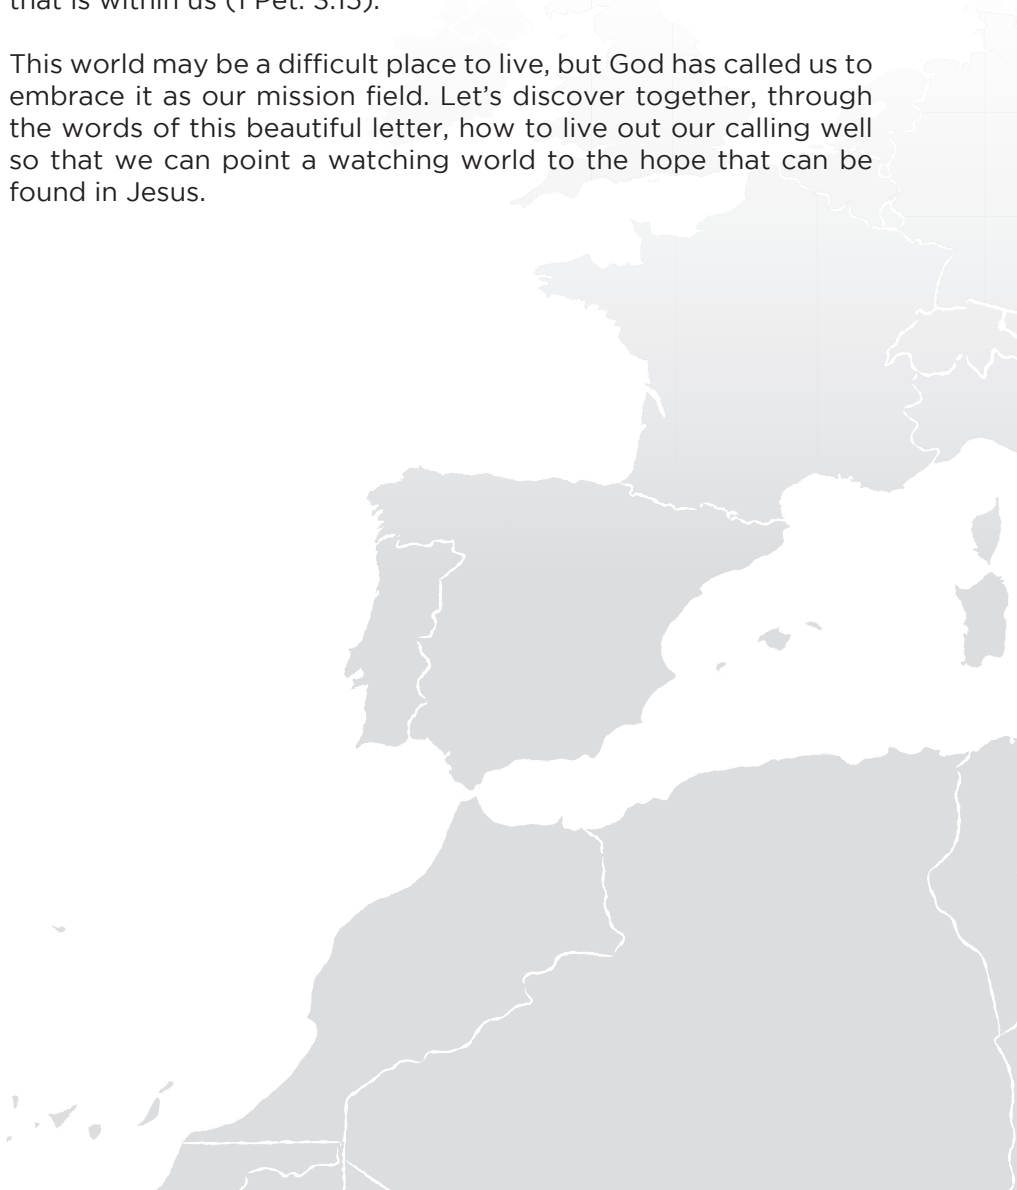 that is within us (1 Pet. 3:15).
This world may be a difficult place to live, but God has called us to
embrace it as our mission field. Let’s discover together, through
the words of this beautiful letter, how to live out our calling well
so that we can point a watching world to the hope that can be
found in Jesus.